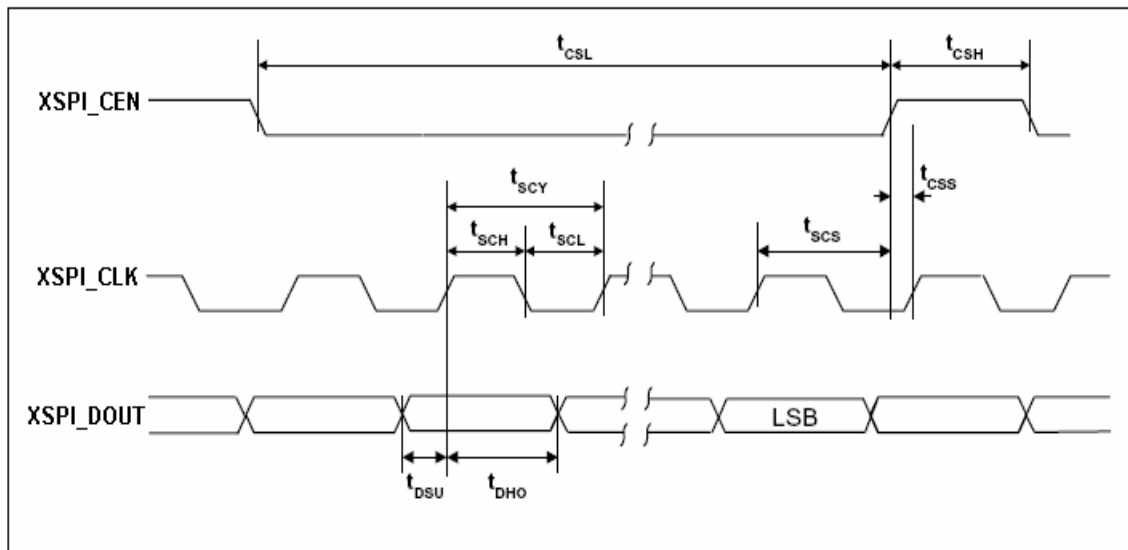 tCSL
tCSH
XSPI_CEN
tCSS
tSCY
tSCH
tSCL
tSCS
XSPI_CLK
XSPI_DOUT
LSB
tDSU
tDHO